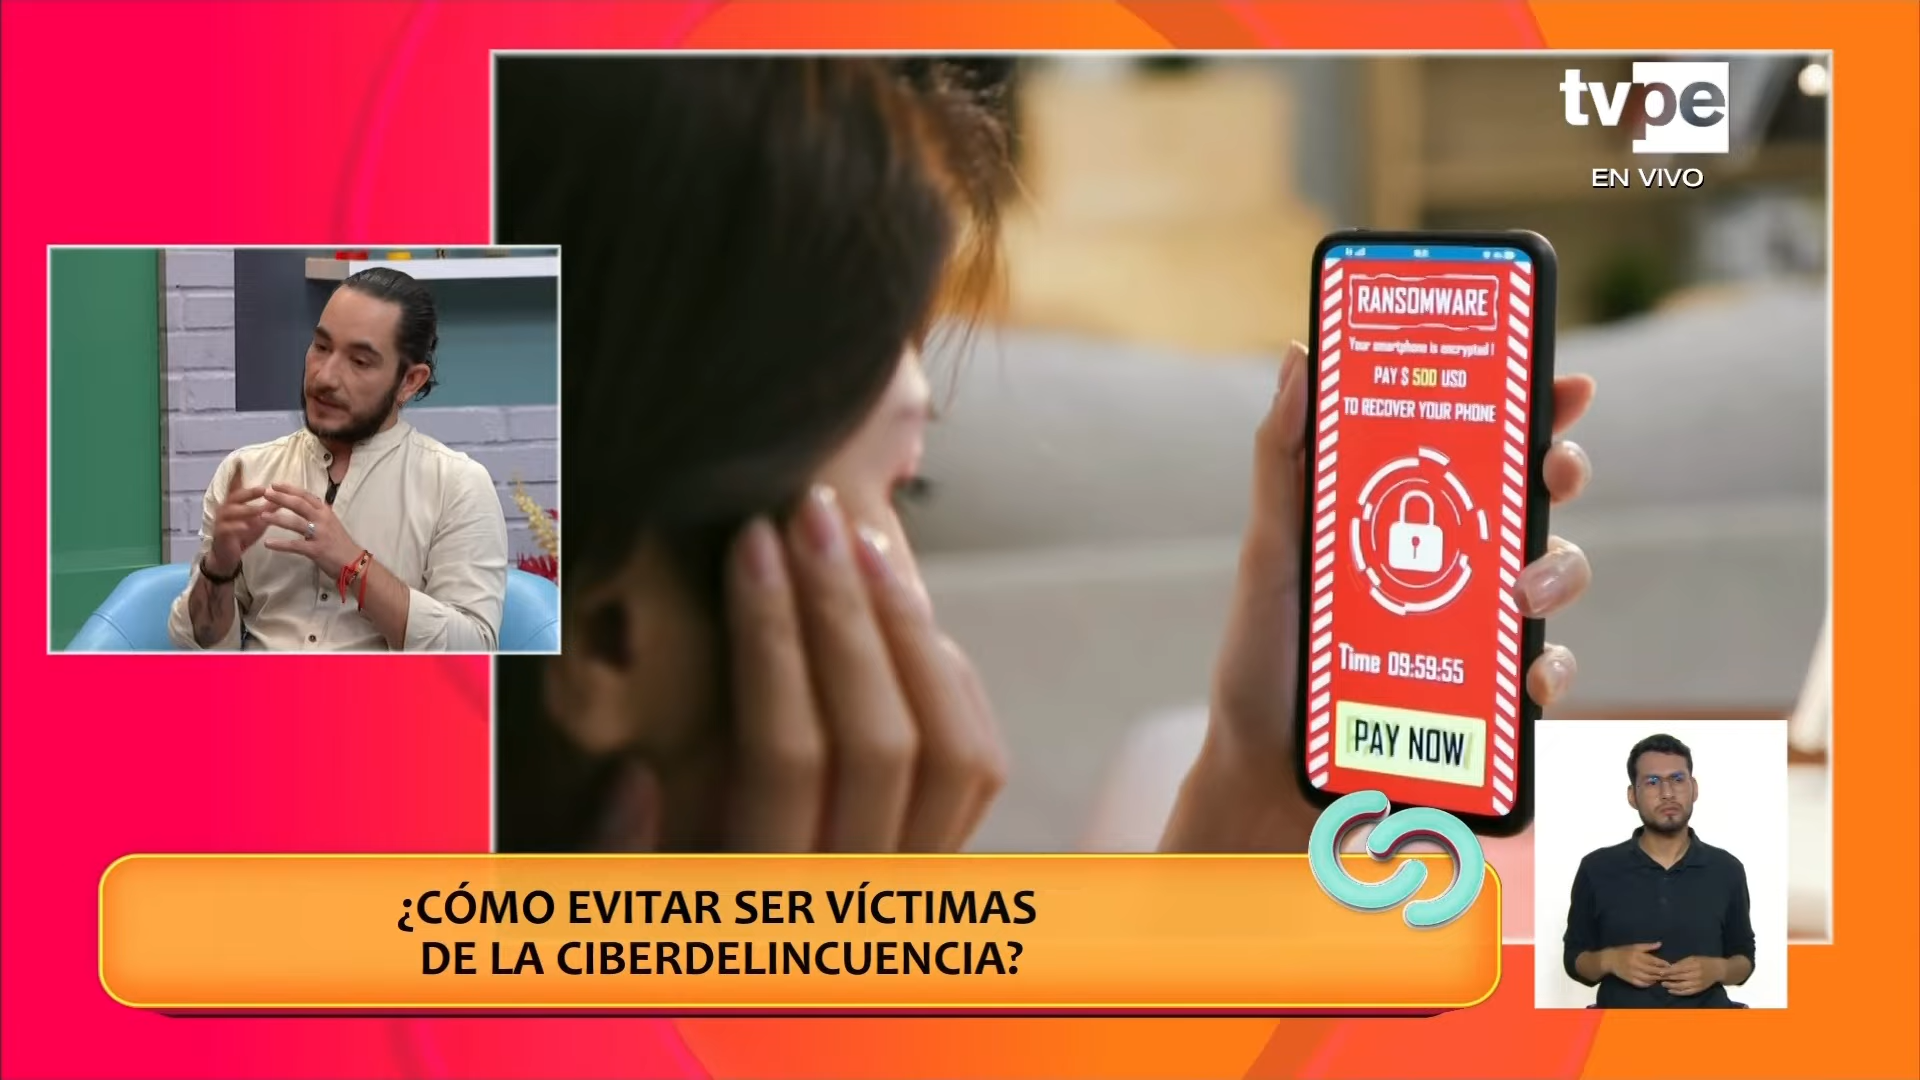 tvpe
EN VIVO
RANSOMWARE
Your smartphone is encrypted !
PAY $ 500 USD
TO RECOVER YOUR PHONE
Time 09:59:55
PAY NOW
¿CÓMO EVITAR SER VÍCTIMAS
DE LA CIBERDELINCUENCIA?